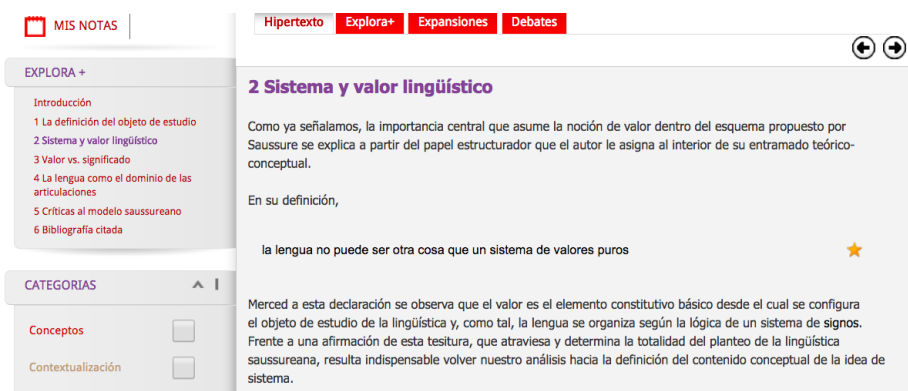 MIS NOTAS
Hipertexto
Explora+
Expansiones
Debates
EXPLORA +
Introducción
1 La definición del objeto de estudio
2 Sistema y valor lingüístico
3 Valor vs. significado
4 La lengua como el dominio de las
articulaciones
5 Críticas al modelo saussureano
6 Bibliografía citada
CATEGORIAS
Conceptos
Contextualización
2 Sistema y valor lingüístico
Como ya señalamos, la importancia central que asume la noción de valor dentro del esquema propuesto por
Saussure se explica a partir del papel estructurador que el autor le asigna al interior de su entramado teórico-
conceptual.
En su definición,
la lengua no puede ser otra cosa que un sistema de valores puros
Merced a esta declaración se observa que el valor es el elemento constitutivo básico desde el cual se configura
el objeto de estudio de la lingüística y, como tal, la lengua se organiza según la lógica de un sistema de signos.
Frente a una afirmación de esta tesitura, que atraviesa y determina la totalidad del planteo de la lingüística
saussureana, resulta indispensable volver nuestro análisis hacia la definición del contenido conceptual de la idea de
sistema.